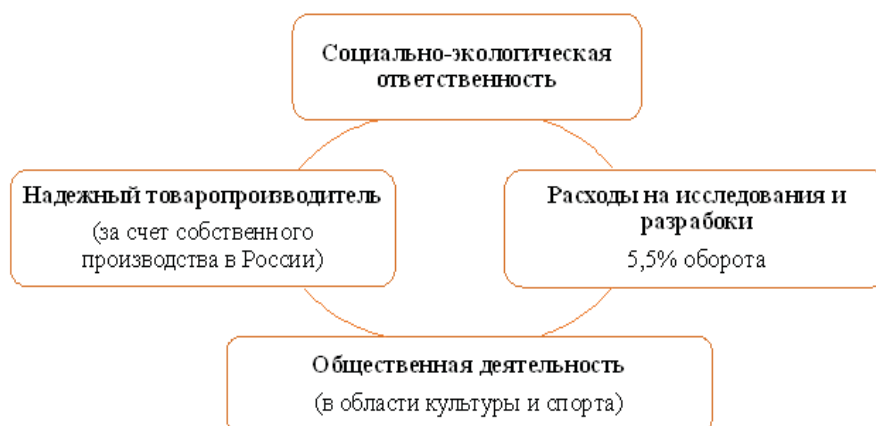 Социально-экологическая
ответственность
Надежный товаропроизводитель
(за счет собственного
производства в России)
Расходы на исследования и
разрабоки
5,5% оборота
Общественная деятельность
(в области культуры и спорта)